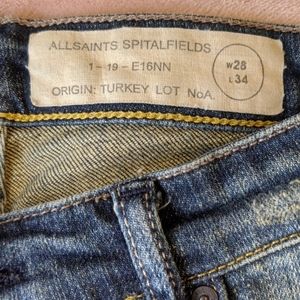 ALLSAINTS SPITALFIELDS
1 - 19 - E16NN
ORIGIN: TURKEY LOT NoA.
W28
L34